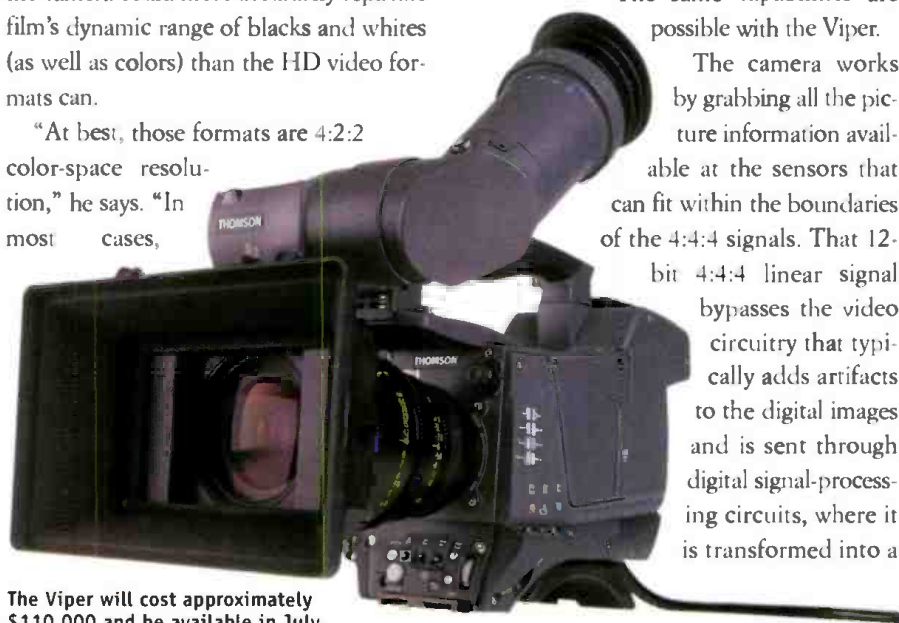 film's dynamic range of blacks and whites
(as well as colors) than the HD video for-
mats can.
"At best, those formats are 4:2:2
color-space resolu-
tion," he says. "In
most cases,
THOMSON
THOMSON
The Viper will cost approximately
$110,000 and be available in July
possible with the Viper.
The camera works
by grabbing all the pic-
ture information avail-
able at the sensors that
can fit within the boundaries
of the 4:4:4 signals. That 12-
bit 4:4:4 linear signal
bypasses the video
circuitry that typi-
cally adds artifacts
to the digital images
and is sent through
digital signal-process-
ing circuits, where it
is transformed into a